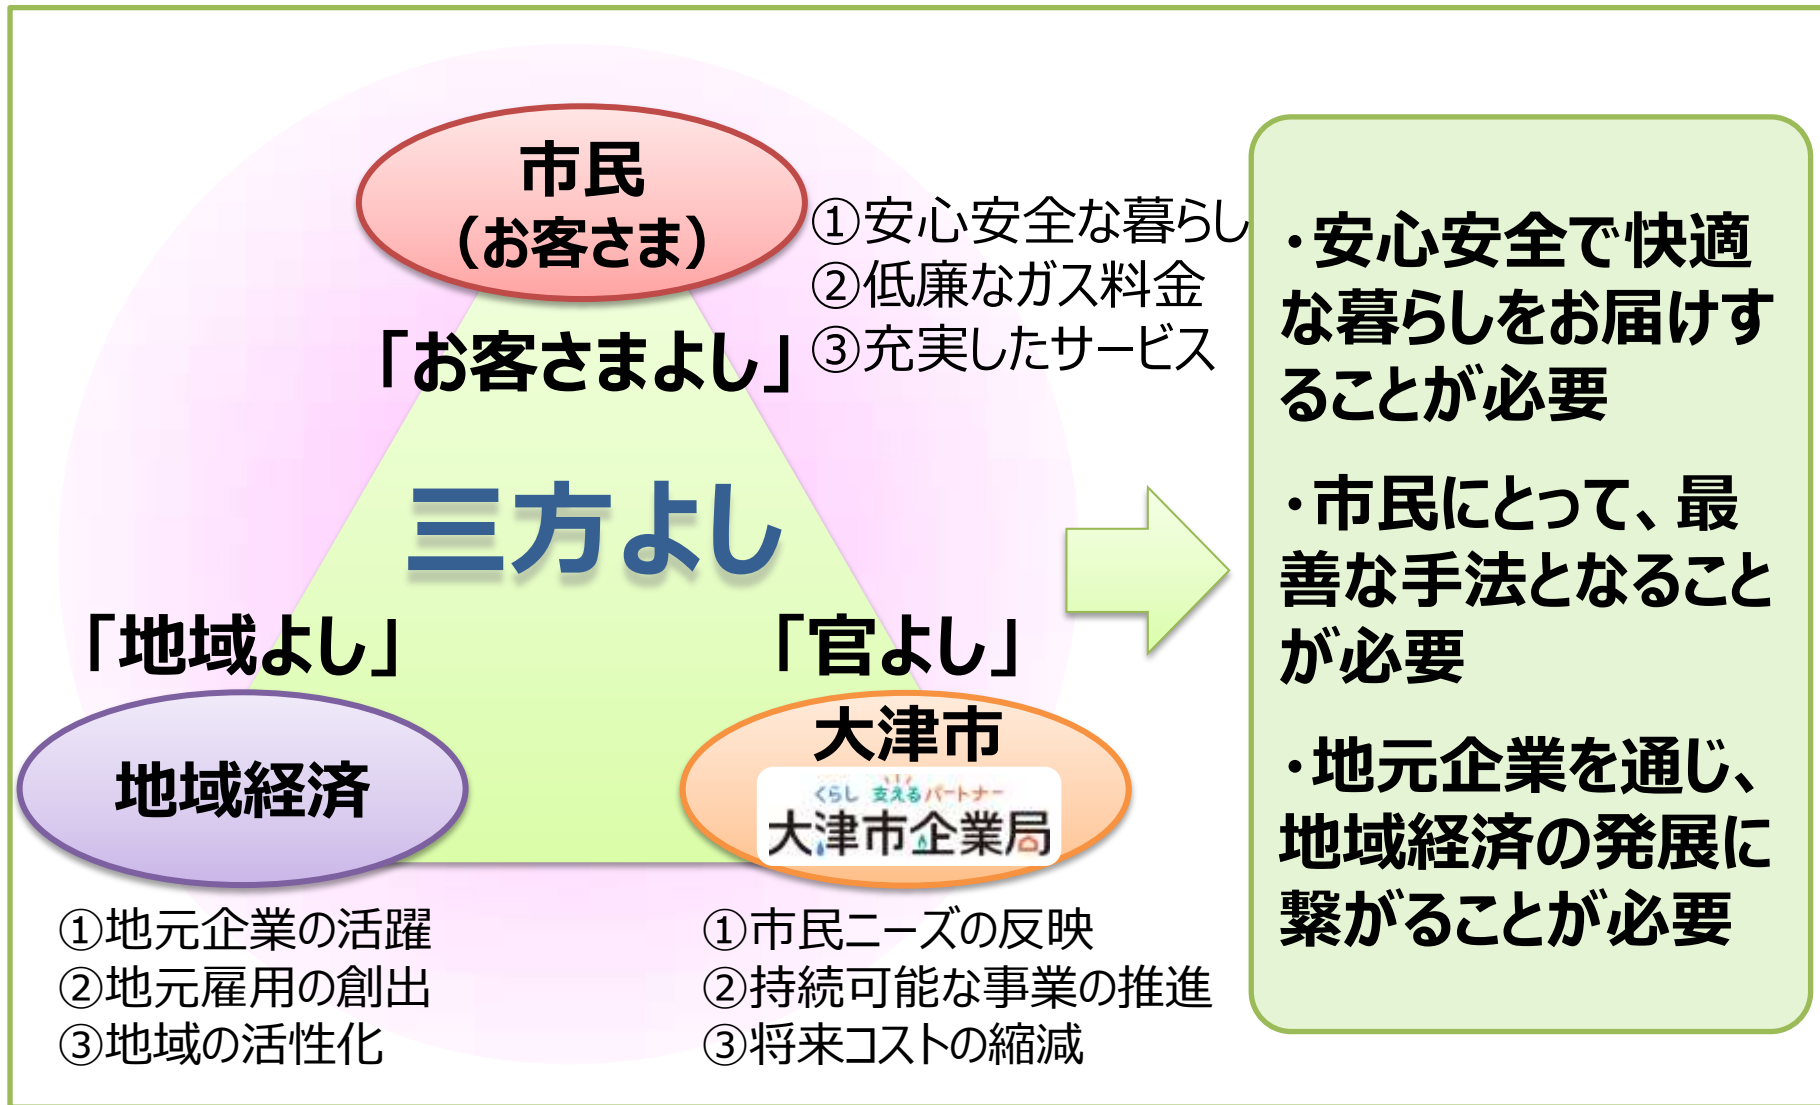 市民
（お客さま）
①安心安全な暮らし
②低廉なガス料金
③充実したサービス
「お客さまよし」
三方よし
「地域よし」
「官よし」
地域経済
大津市
くらし 支えるパートナー
大津市企業局
①地元企業の活躍
②地元雇用の創出
③地域の活性化
①市民ニーズの反映
②持続可能な事業の推進
③将来コストの縮減
・安心安全で快適
な暮らしをお届けす
ることが必要
・市民にとって、最
善な手法となること
が必要
・地元企業を通じ、
地域経済の発展に
繋がることが必要